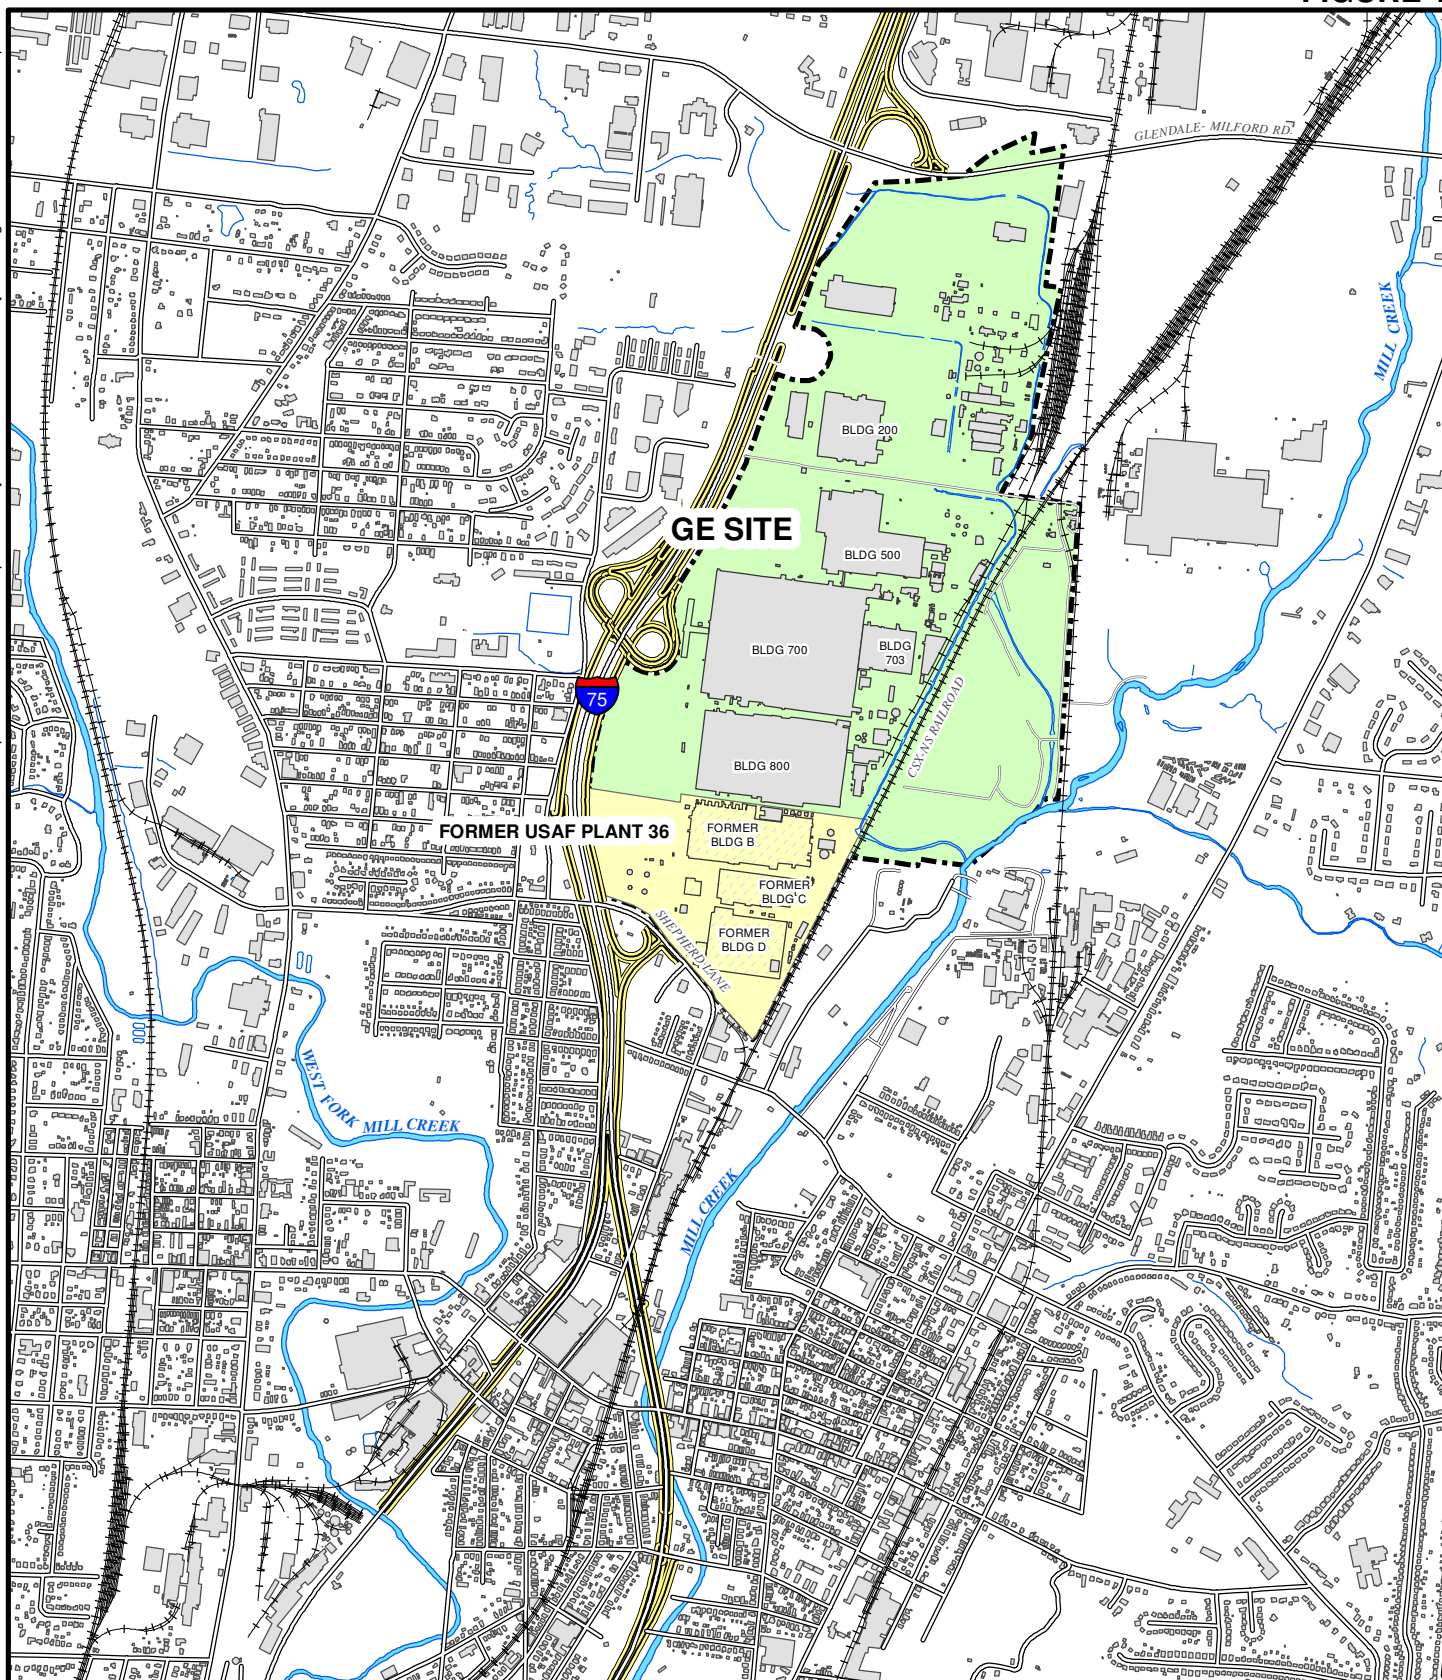 GLENDALE- MILFORD RD.
MILL CREEK
BLDG 200
GE SITE
BLDG 500
BLDG 700
BLDG
703
75
CSX-NS RAILROAD
BLDG 800
FORMER USAF PLANT 36
FORMER
BLDG B
FORMER
BLDG C
SHEPHERD LANE
FORMER
BLDG D
WEST FORK MILL CREEK
MILL CREEK